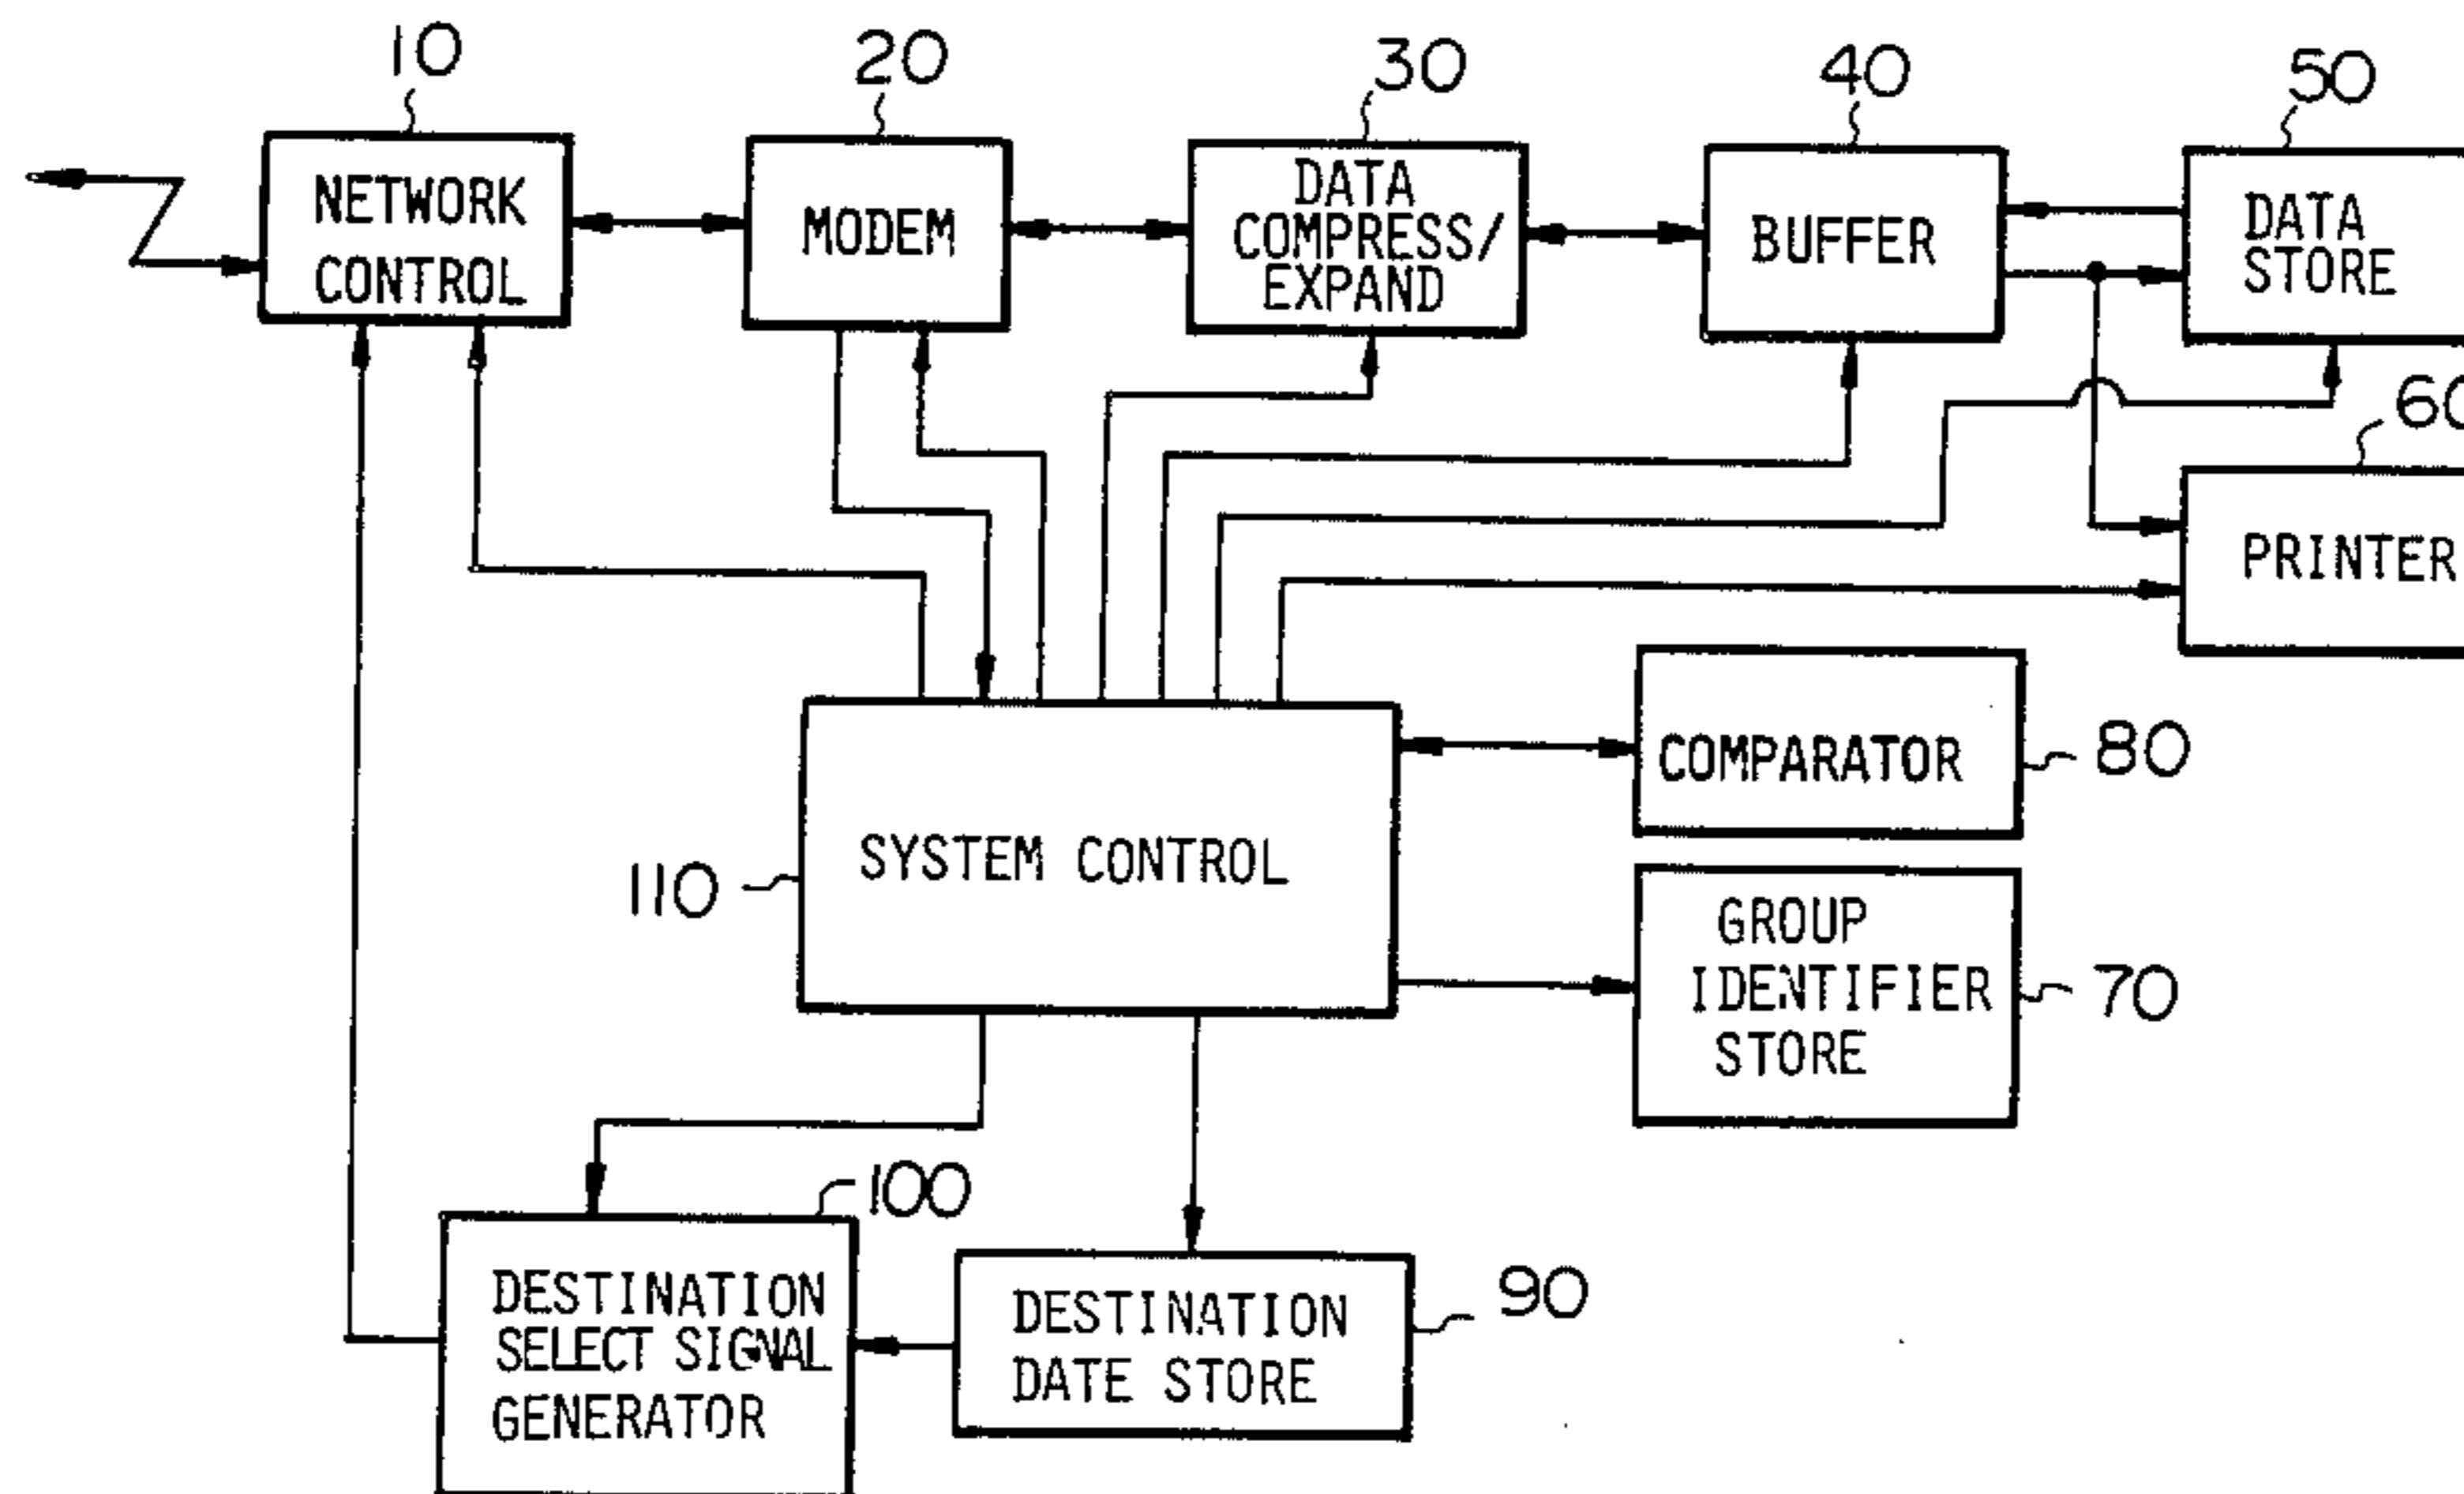 10
20
30
40
50
NETWORK
CONTROL
MODEM
DATA
COMPRESS/
EXPAND
BUFFER
DATA
STORE
60
PRINTER
COMPARATOR
80
SYSTEM CONTROL
110
GROUP
IDENTIFIER
STORE
70
100
DESTINATION
SELECT SIGNAL
GENERATOR
DESTINATION
DATE STORE
90